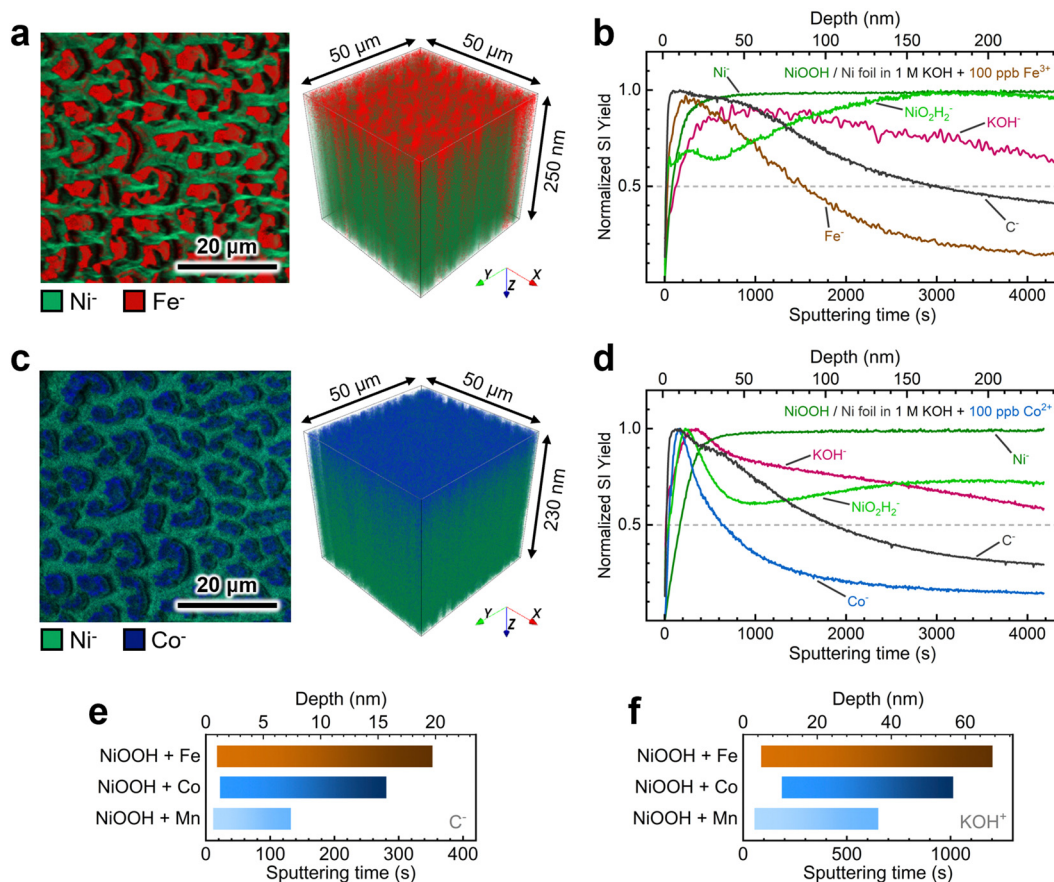 a
50 µm
50 µm
250 nm
20 µm
Y
Z
X
Ni⁻
Fe⁻
b
Depth (nm)
0
50
100
150
200
NiOOH / Ni foil in 1 M KOH + 100 ppb Fe³⁺
Ni⁻
NiO₂H₂⁻
KOH⁻
C⁻
Fe⁻
Normalized SI Yield
1.0
0.5
0
1000
2000
3000
4000
Sputtering time (s)
c
50 µm
50 µm
230 nm
20 µm
Y
Z
X
Ni⁻
Co⁻
d
Depth (nm)
0
50
100
150
200
NiOOH / Ni foil in 1 M KOH + 100 ppb Co²⁺
KOH⁻
Ni⁻
NiO₂H₂⁻
C⁻
Co⁻
Normalized SI Yield
1.0
0.5
0
1000
2000
3000
4000
Sputtering time (s)
e
Depth (nm)
0
5
10
15
20
NiOOH + Fe
NiOOH + Co
NiOOH + Mn
C⁻
0
100
200
300
400
Sputtering time (s)
f
Depth (nm)
0
20
40
60
NiOOH + Fe
NiOOH + Co
NiOOH + Mn
KOH⁺
0
500
1000
Sputtering time (s)